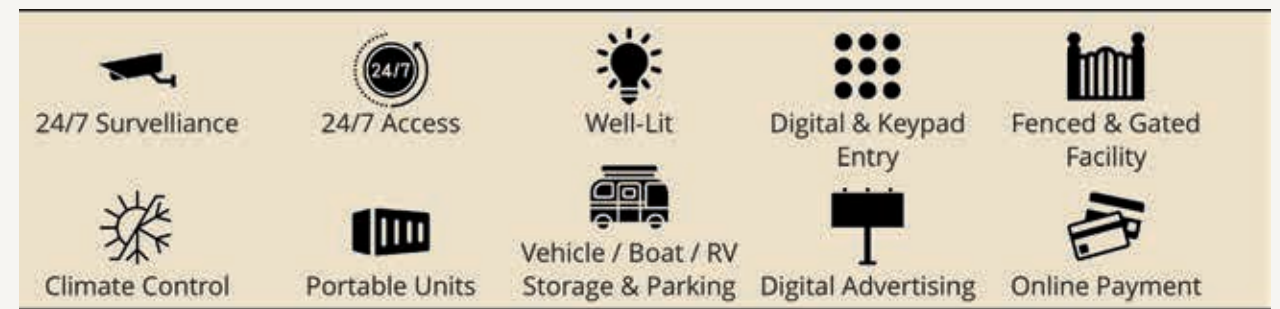 24/7 Survelliance
24/7
24/7 Access
Well-Lit
Digital & Keypad
Entry
Fenced & Gated
Facility
Climate Control
Portable Units
Vehicle / Boat / RV
Storage & Parking
Digital Advertising
Online Payment